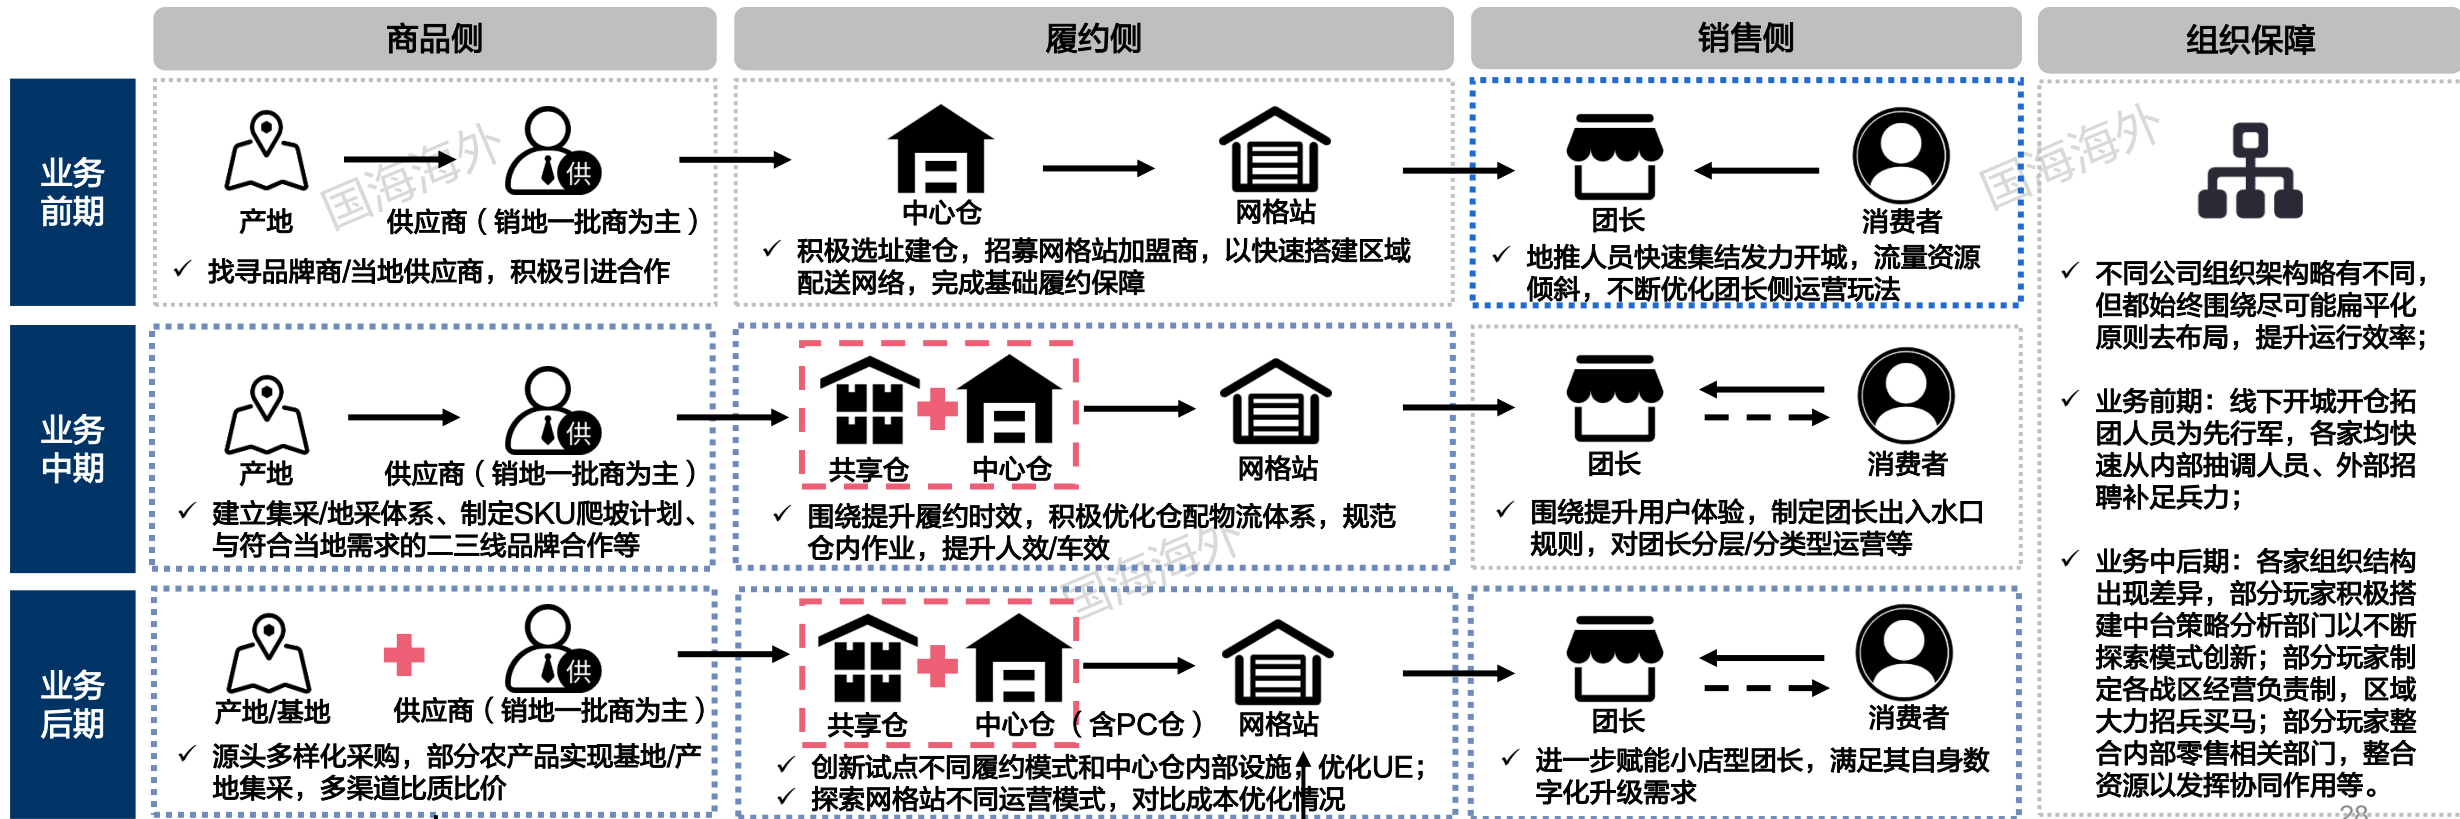 商品侧
履约侧
销售侧
组织保障
业务
前期
供
产地
供应商（销地一批商为主）
✓ 找寻品牌商/当地供应商，积极引进合作
中心仓
网格站
✓ 积极选址建仓，招募网格站加盟商，以快速搭建区域
配送网络，完成基础履约保障
团长
消费者
✓ 地推人员快速集结发力开城，流量资源
倾斜，不断优化团长侧运营玩法
业务
中期
供
产地
供应商（销地一批商为主）
✓ 建立集采/地采体系、制定SKU爬坡计划、
与符合当地需求的二三线品牌合作等
共享仓
中心仓
网格站
✓ 围绕提升履约时效，积极优化仓配物流体系，规范
仓内作业，提升人效/车效
团长
消费者
✓ 围绕提升用户体验，制定团长出入水口
规则，对团长分层/分类型运营等
业务
后期
供
产地/基地
供应商（销地一批商为主）
✓ 源头多样化采购，部分农产品实现基地/产
地集采，多渠道比质比价
共享仓
中心仓（含PC仓）
网格站
✓ 创新试点不同履约模式和中心仓内部设施，优化UE；
✓ 探索网格站不同运营模式，对比成本优化情况
团长
消费者
✓ 进一步赋能小店型团长，满足其自身数
字化升级需求
✓ 不同公司组织架构略有不同，
但都始终围绕尽可能扁平化
原则去布局，提升运行效率；
✓ 业务前期：线下开城开仓拓
团人员为先行军，各家均快
速从内部抽调人员、外部招
聘补足兵力；
✓ 业务中后期：各家组织结构
出现差异，部分玩家积极搭
建中台策略分析部门以不断
探索模式创新；部分玩家制
定各战区经营负责制，区域
大力招兵买马；部分玩家整
合内部零售相关部门，整合
资源以发挥协同作用等。
国海海外
国海海外
国海海外
28